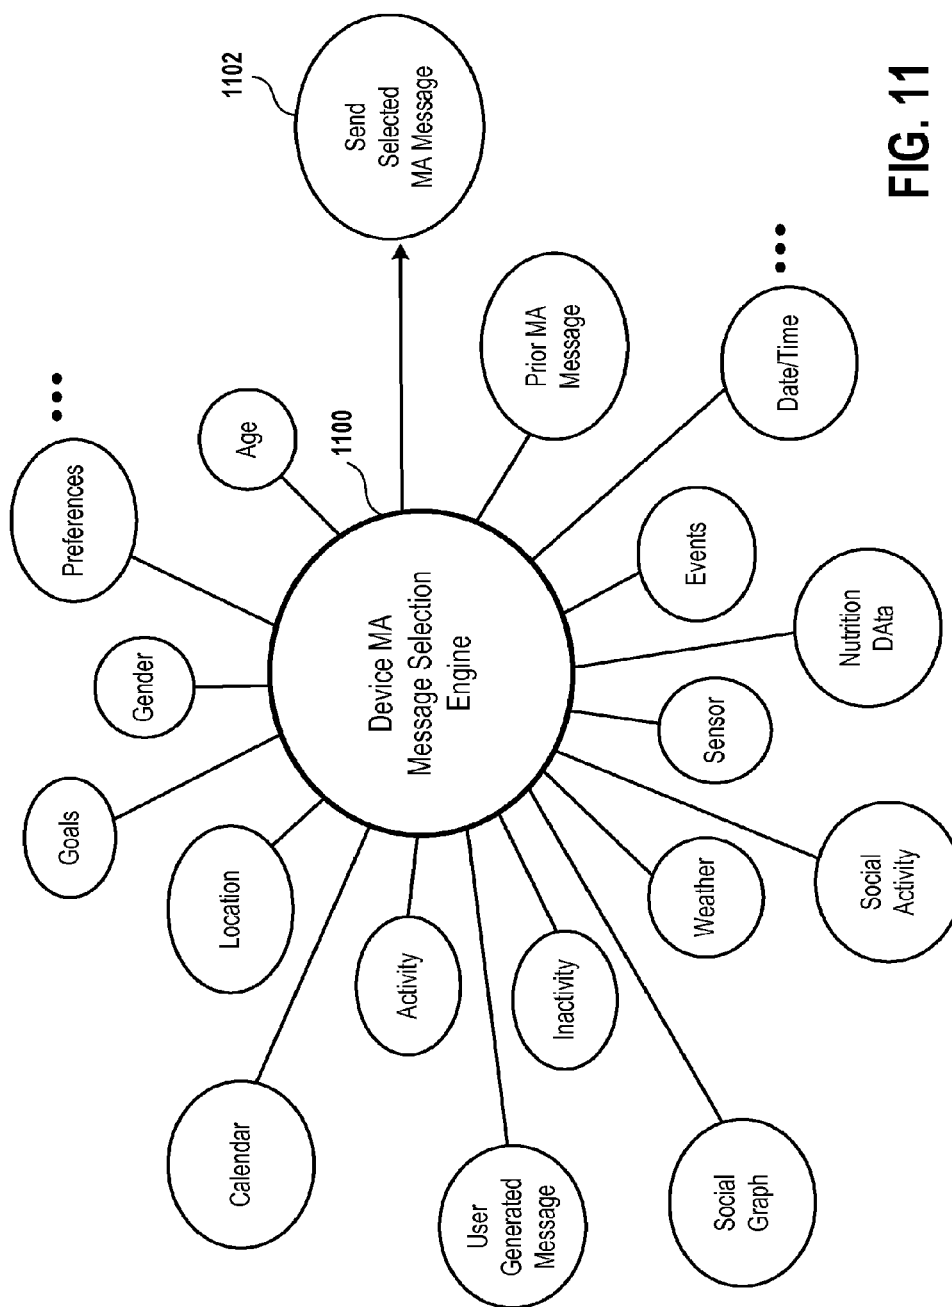 Goals
Preferences
•••
Gender
Calendar
Location
Age
1102
Send
Selected
MA Message
1100
Device MA
Message Selection
Engine
Activity
User
Generated
Message
Inactivity
Prior MA
Message
Social
Graph
Weather
Sensor
Events
Date/Time
•••
Social
Activity
Nutrition
DAta
FIG. 11